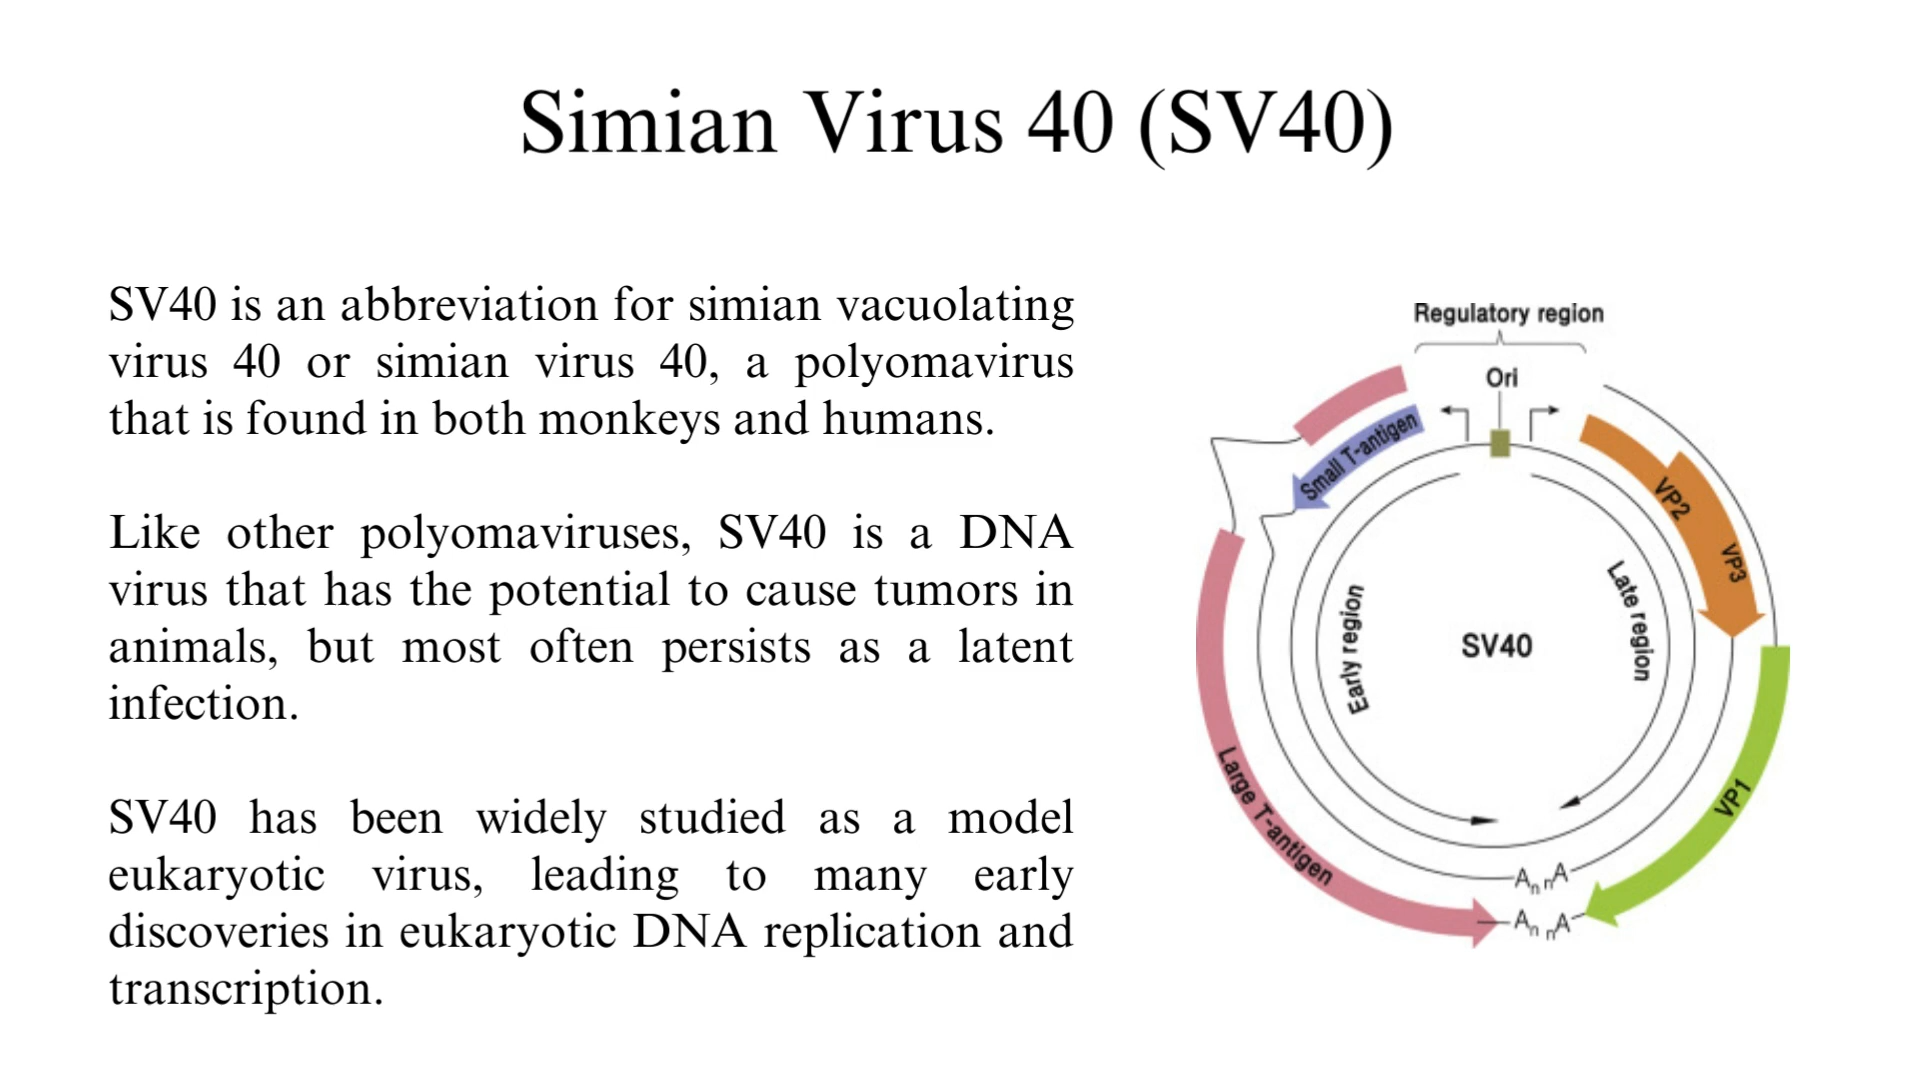 Simian Virus 40 (SV40)
SV40 is an abbreviation for simian vacuolating
virus 40 or simian virus 40, a polyomavirus
that is found in both monkeys and humans.
Like other polyomaviruses, SV40 is a DNA
virus that has the potential to cause tumors in
animals, but most often persists as a latent
infection.
SV40 has been widely studied as a model
eukaryotic virus, leading to many early
discoveries in eukaryotic DNA replication and
transcription.
Regulatory region
Ori
Small T-antigen
VP2
VP3
Early region
SV40
Late region
Large T-antigen
VP1
An nA
An nA